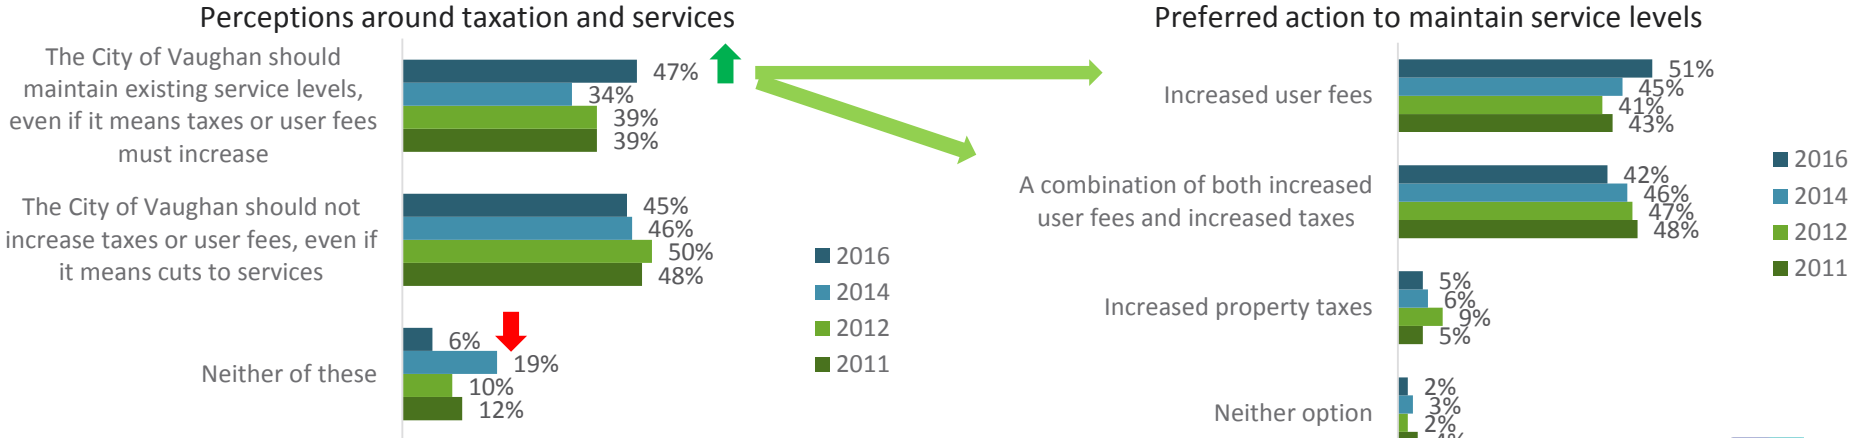 Perceptions around taxation and services
The City of Vaughan should
maintain existing service levels,
even if it means taxes or user fees
must increase
47%
34%
39%
39%
The City of Vaughan should not
increase taxes or user fees, even if
it means cuts to services
45%
46%
50%
48%
Neither of these
6%
19%
10%
12%
2016
2014
2012
2011
Preferred action to maintain service levels
Increased user fees
51%
45%
41%
43%
A combination of both increased
user fees and increased taxes
42%
46%
47%
48%
Increased property taxes
5%
6%
9%
5%
Neither option
2%
3%
2%
4%
2016
2014
2012
2011